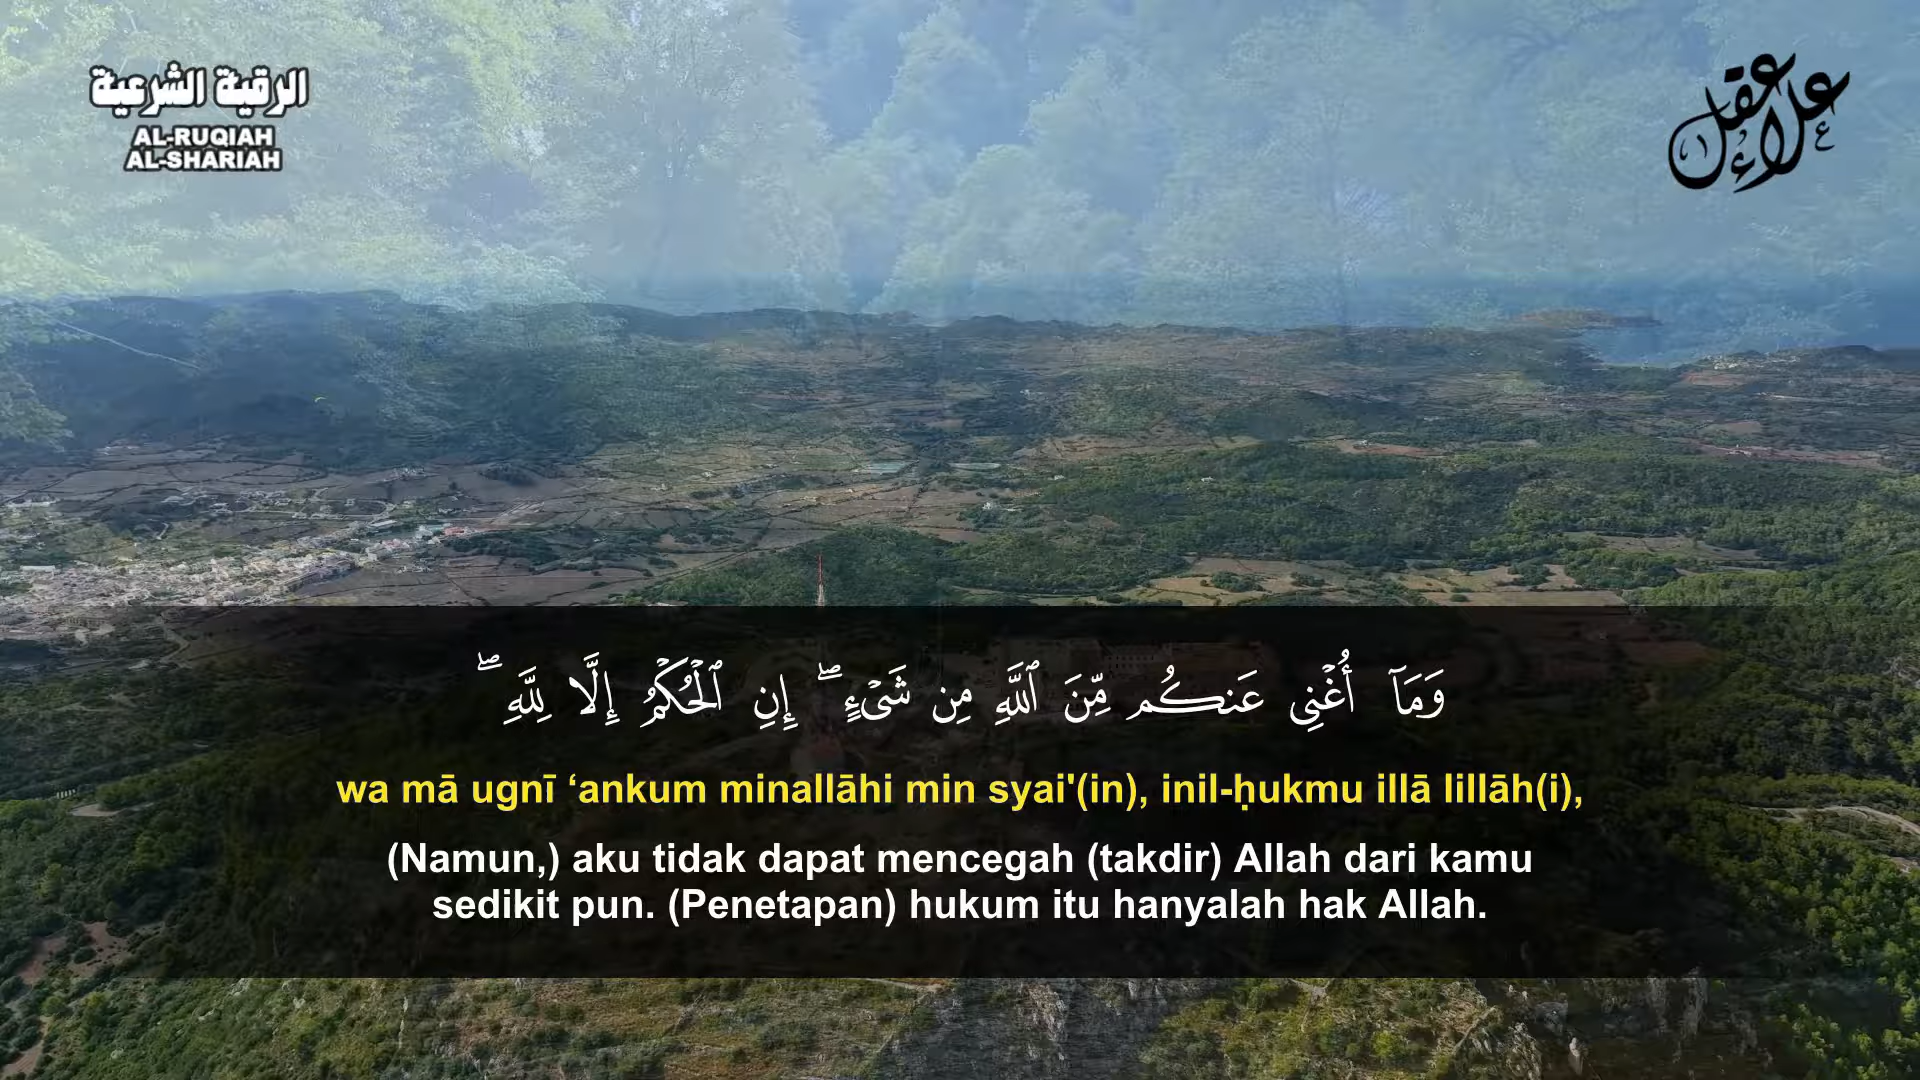 الرقية الشرعية
AL-RUQIAH
AL-SHARIAH
علاء عقل
وَمَآ أُغْنِى عَنكُم مِّنَ ٱللَّهِ مِن شَىْءٍ ۖ إِنِ ٱلْحُكْمُ إِلَّا لِلَّهِ ۖ
wa mā ugnī ‘ankum minallāhi min syai'(in), inil-ḥukmu illā lillāh(i),
(Namun,) aku tidak dapat mencegah (takdir) Allah dari kamu
sedikit pun. (Penetapan) hukum itu hanyalah hak Allah.